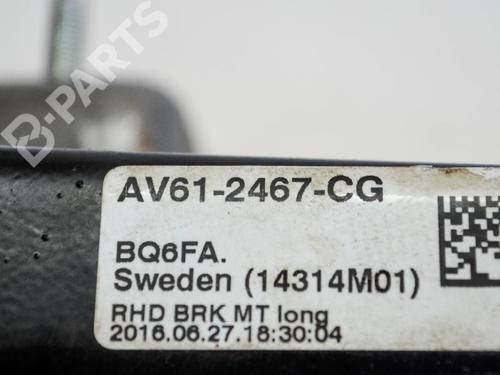 B-PARTS
AV61-2467-CG
BQ6FA.
Sweden (14314M01)
RHD BRK MT long
2016.06.27.18:30:04